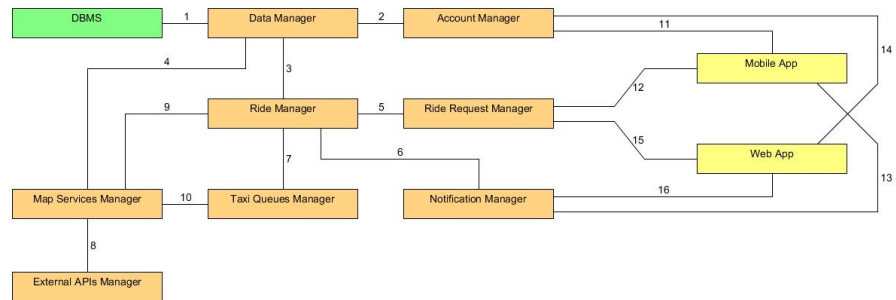 DBMS
1
Data Manager
2
Account Manager
11
14
4
3
Mobile App
12
9
Ride Manager
5
Ride Request Manager
15
7
6
Web App
13
Map Services Manager
10
Taxi Queues Manager
Notification Manager
16
8
External APIs Manager